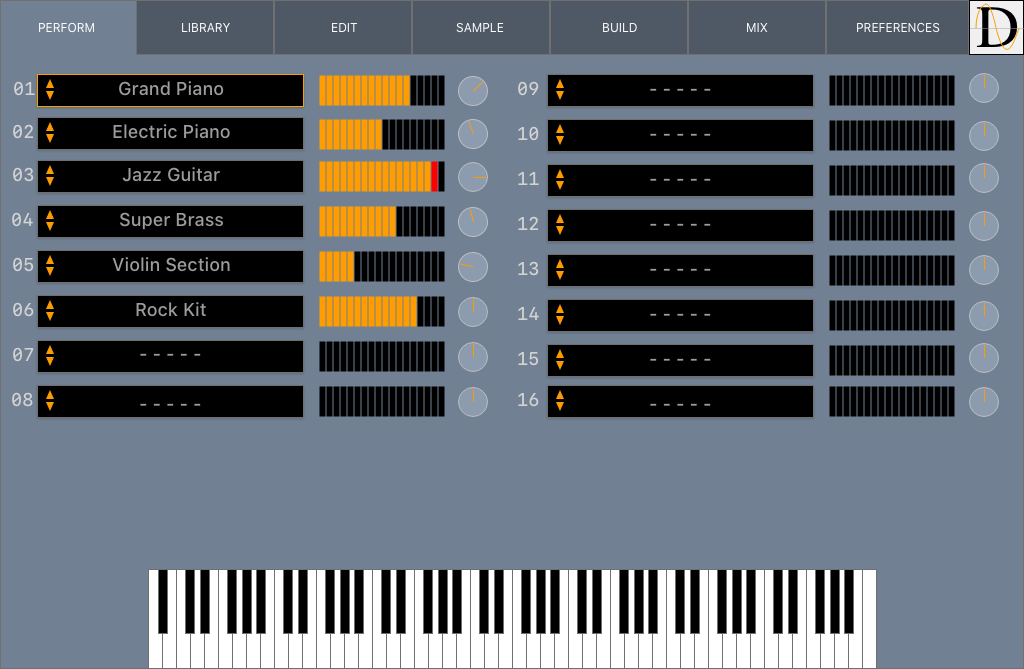 PERFORM LIBRARY EDIT SAMPLE BUILD MIX PREFERENCES D
01 Grand Piano
02 Electric Piano
03 Jazz Guitar
04 Super Brass
05 Violin Section
06 Rock Kit
07 - - - - -
08 - - - - -
09 - - - - -
10 - - - - -
11 - - - - -
12 - - - - -
13 - - - - -
14 - - - - -
15 - - - - -
16 - - - - -